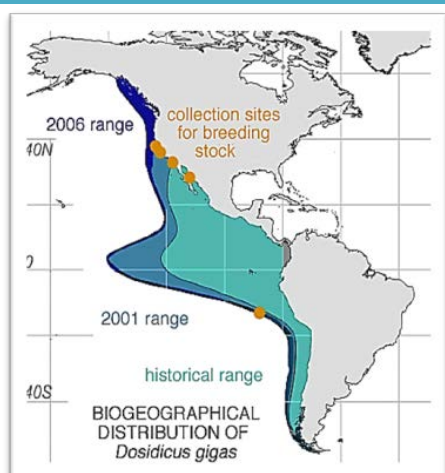 2006 range
collection sites
for breeding
stock
40N
0
2001 range
historical range
40S
BIOGEOGRAPHICAL
DISTRIBUTION OF
Dosidicus gigas